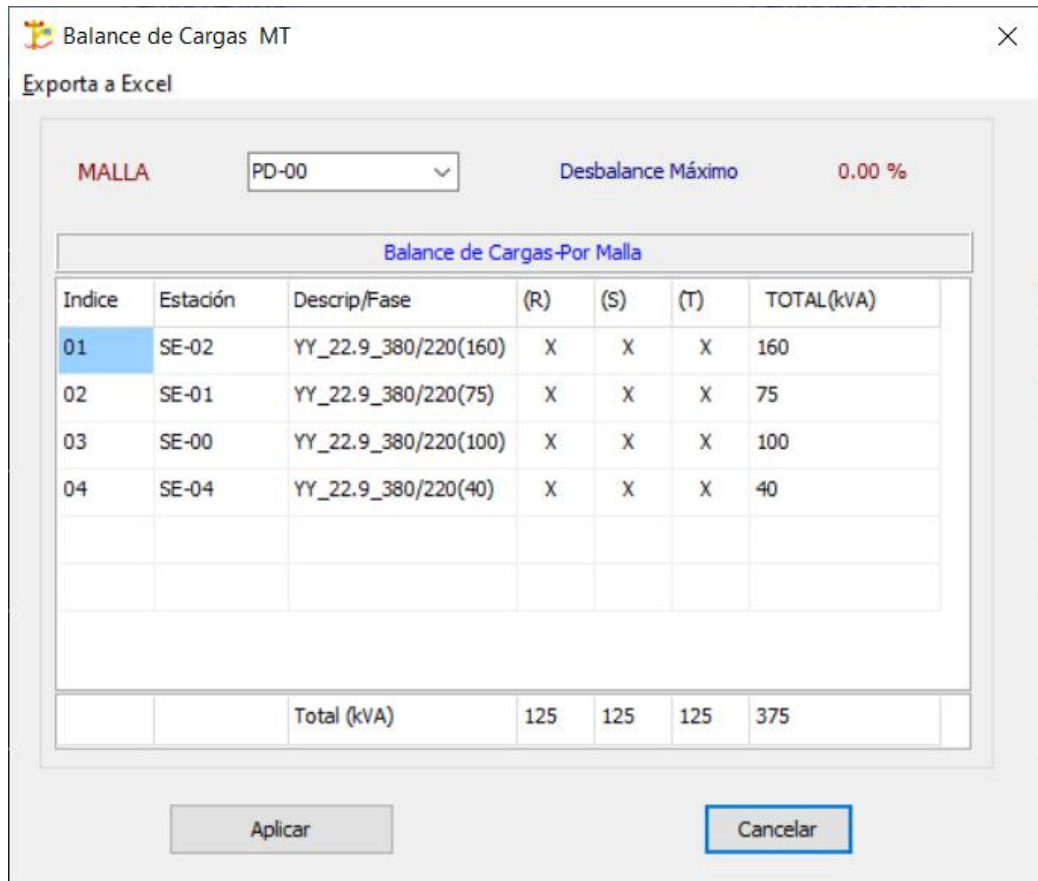 Balance de Cargas MT
Exporta a Excel
MALLA PD-00 Desbalance Máximo 0.00 %
Balance de Cargas-Por Malla
Indice Estación Descrip/Fase (R) (S) (T) TOTAL(kVA)
01 SE-02 YY_22.9_380/220(160) X X X 160
02 SE-01 YY_22.9_380/220(75) X X X 75
03 SE-00 YY_22.9_380/220(100) X X X 100
04 SE-04 YY_22.9_380/220(40) X X X 40
Total (kVA) 125 125 125 375
Aplicar Cancelar